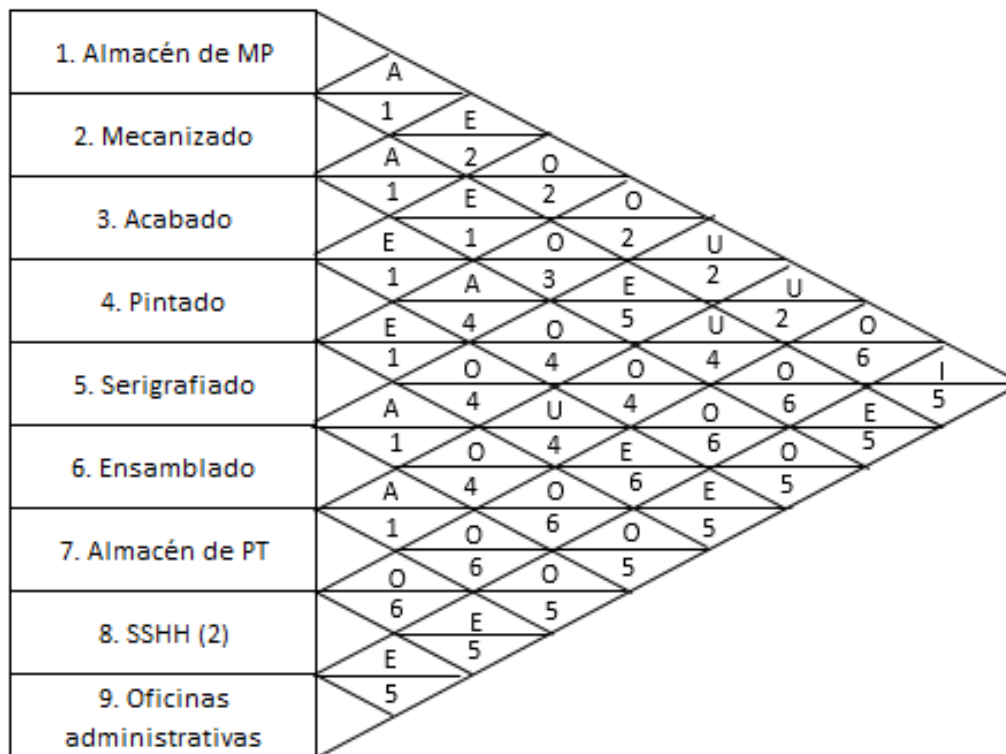 1. Almacén de MP
A
1 E
2. Mecanizado
A 2 O
1 E 2 O
3. Acabado
E 1 O 2 U
1 A 3 E 2 U
4. Pintado
E 4 O 5 U 2 O
1 O 4 O 4 O 6 I
5. Serigrafiado
A 4 U 4 O 6 E 5
1 O 4 E 6 O 5
6. Ensamblado
A 4 O 6 E 5
1 O 6 O 5
7. Almacén de PT
O 6 O 5
6 E 5
8. SSHH (2)
E 5
5
9. Oficinas
administrativas